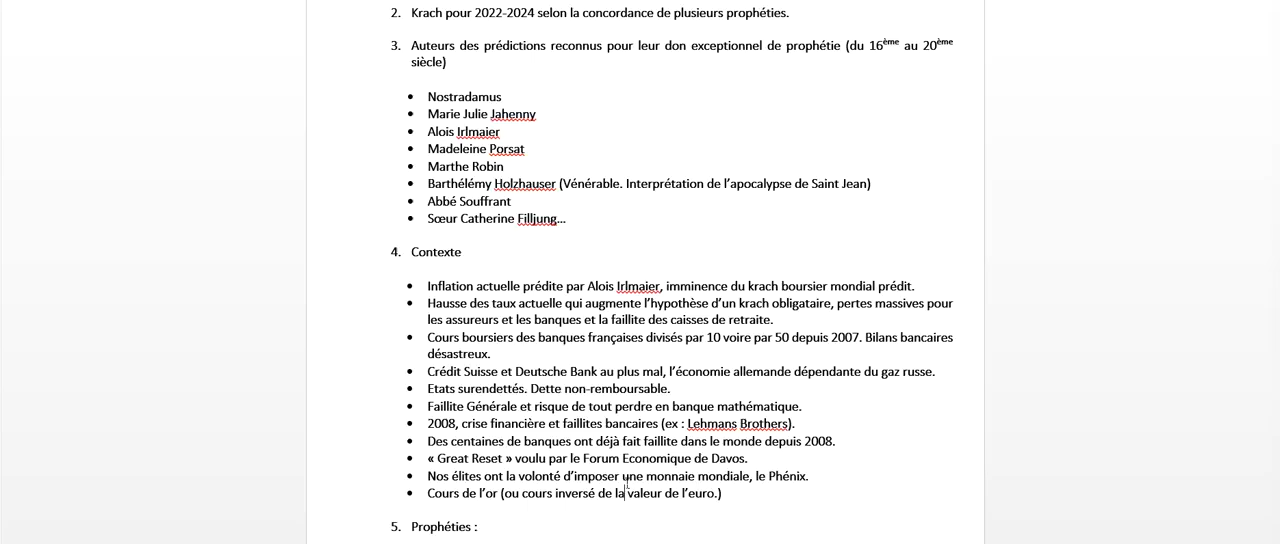 2. Krach pour 2022-2024 selon la concordance de plusieurs prophéties.
3. Auteurs des prédictions reconnus pour leur don exceptionnel de prophétie (du 16ème au 20ème
siècle)
• Nostradamus
• Marie Julie Jahenny
• Alois Irlmaier
• Madeleine Porsat
• Marthe Robin
• Barthélémy Holzhauser (Vénérable. Interprétation de l’apocalypse de Saint Jean)
• Abbé Souffrant
• Sœur Catherine Filljung…
4. Contexte
• Inflation actuelle prédite par Alois Irlmaier, imminence du krach boursier mondial prédit.
• Hausse des taux actuelle qui augmente l’hypothèse d’un krach obligataire, pertes massives pour
les assureurs et les banques et la faillite des caisses de retraite.
• Cours boursiers des banques françaises divisés par 10 voire par 50 depuis 2007. Bilans bancaires
désastreux.
• Crédit Suisse et Deutsche Bank au plus mal, l’économie allemande dépendante du gaz russe.
• Etats surendettés. Dette non-remboursable.
• Faillite Générale et risque de tout perdre en banque mathématique.
• 2008, crise financière et faillites bancaires (ex : Lehmans Brothers).
• Des centaines de banques ont déjà fait faillite dans le monde depuis 2008.
• « Great Reset » voulu par le Forum Economique de Davos.
• Nos élites ont la volonté d’imposer une monnaie mondiale, le Phénix.
• Cours de l’or (ou cours inversé de la valeur de l’euro.)
5. Prophéties :